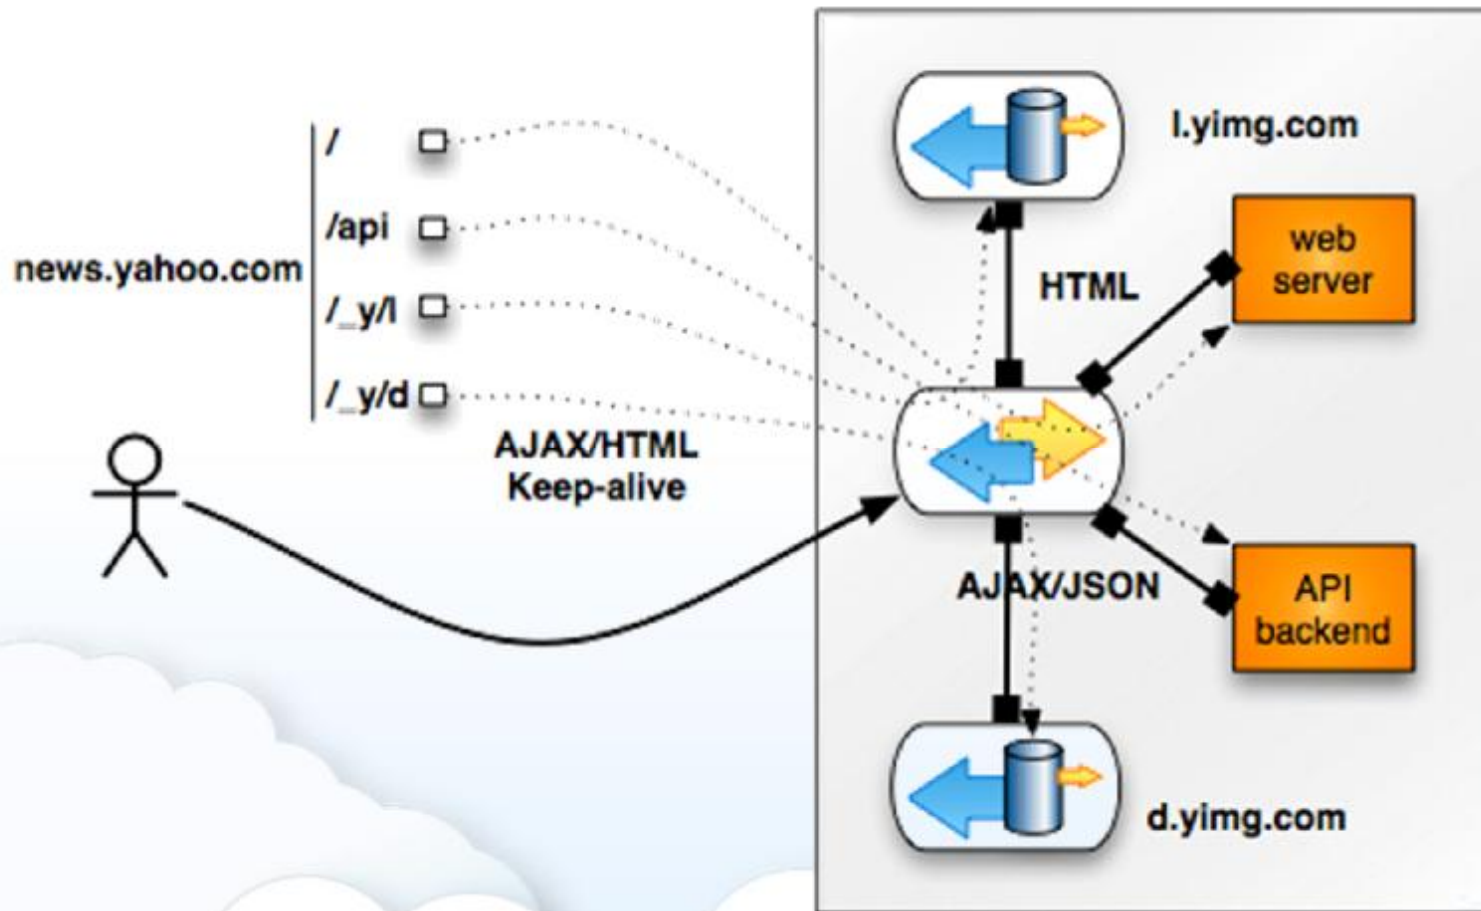 news.yahoo.com
/
/api
/_y/l
/_y/d
AJAX/HTML
Keep-alive
l.yimg.com
web
server
HTML
AJAX/JSON
API
backend
d.yimg.com